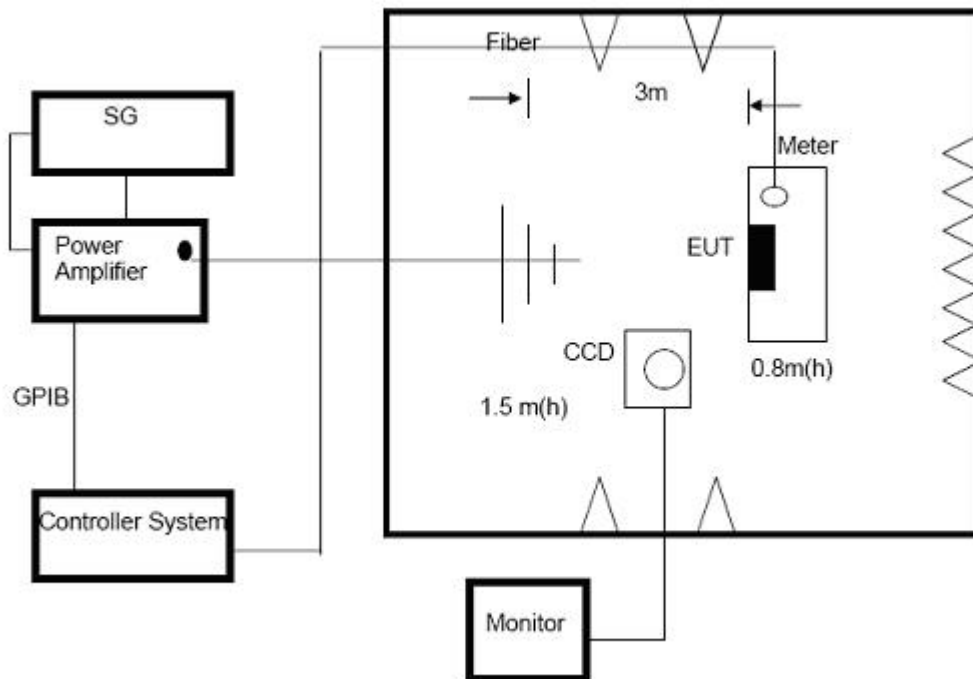 Fiber
3m
SG
Meter
Power
Amplifier
EUT
CCD
0.8m(h)
GPIB
1.5 m(h)
Controller System
Monitor